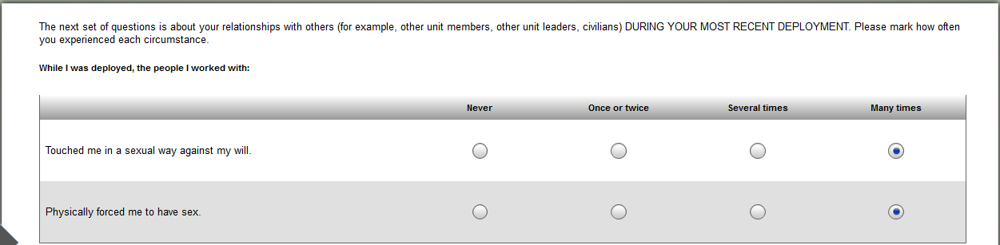 The next set of questions is about your relationships with others (for example, other unit members, other unit leaders, civilians) DURING YOUR MOST RECENT DEPLOYMENT. Please mark how often
you experienced each circumstance.
While I was deployed, the people I worked with:
Never Once or twice Several times Many times
Touched me in a sexual way against my will.
Physically forced me to have sex.